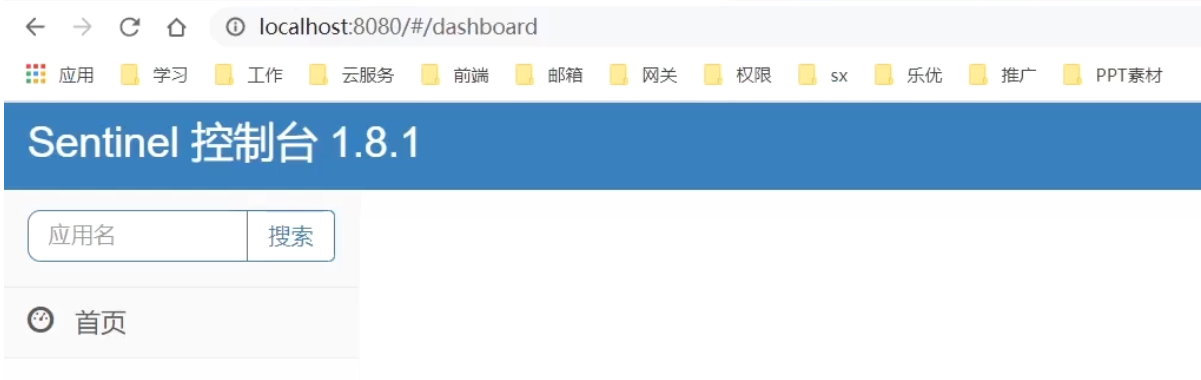 localhost:8080/#/dashboard
应用 学习 工作 云服务 前端 邮箱 网关 权限 sx 乐优 推广 PPT素材
Sentinel 控制台 1.8.1
应用名 搜索
首页